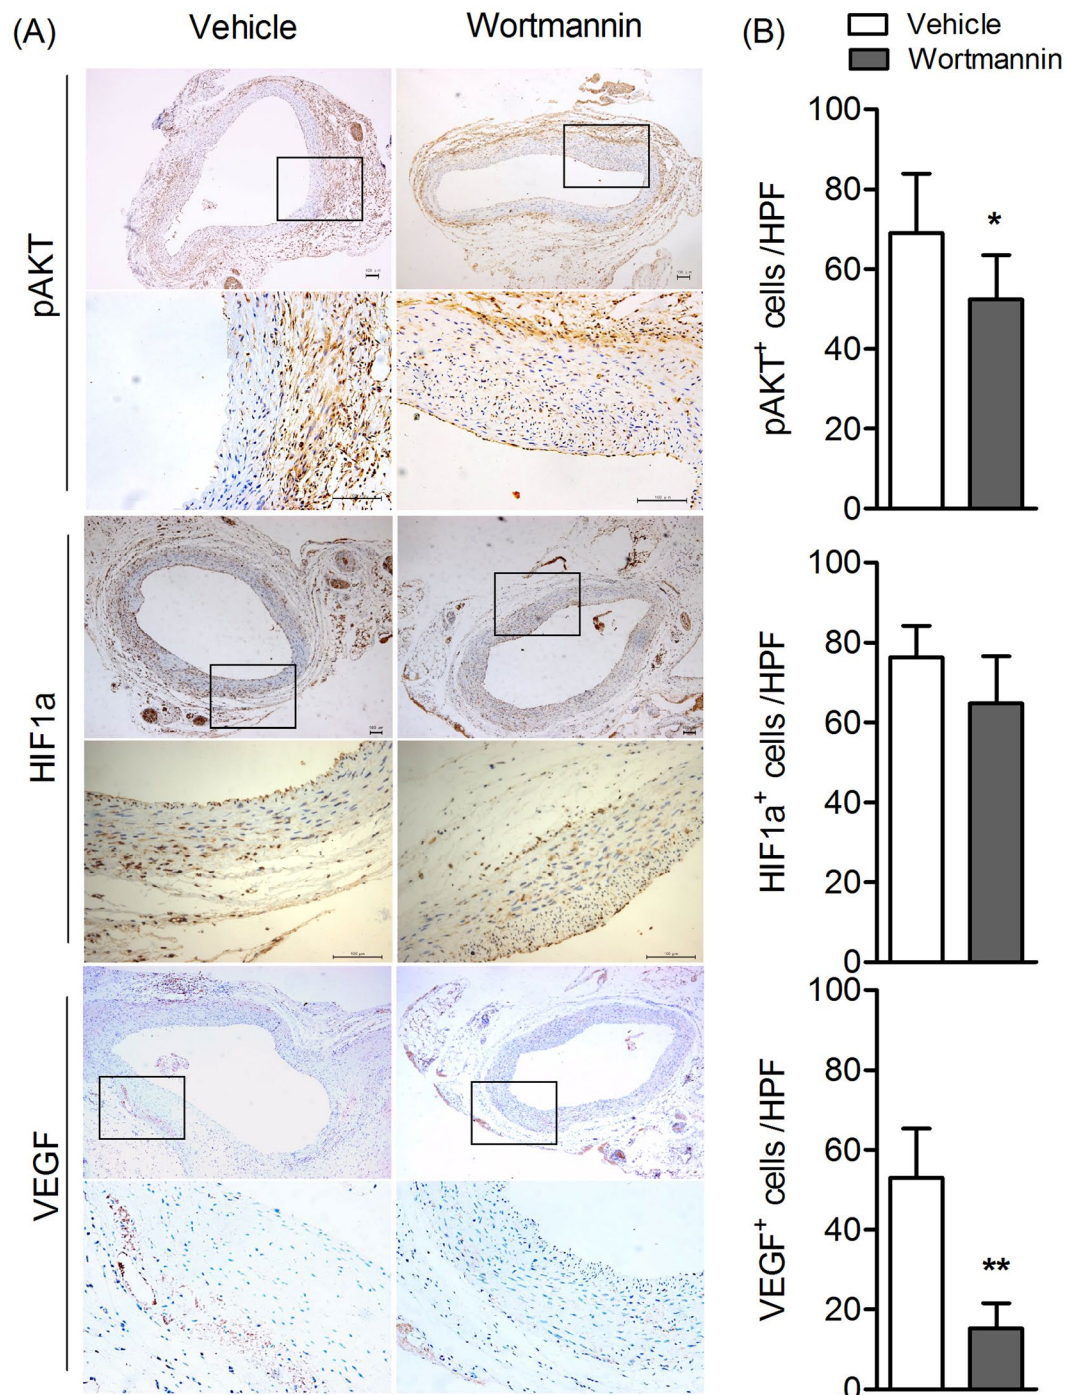 (A)
Vehicle
Wortmannin
(B)
Vehicle
Wortmannin
pAKT
HIF1a
VEGF
100
80
60
40
20
0
pAKT+ cells /HPF
*
100
80
60
40
20
0
HIF1a+ cells /HPF
100
80
60
40
20
0
VEGF+ cells /HPF
**